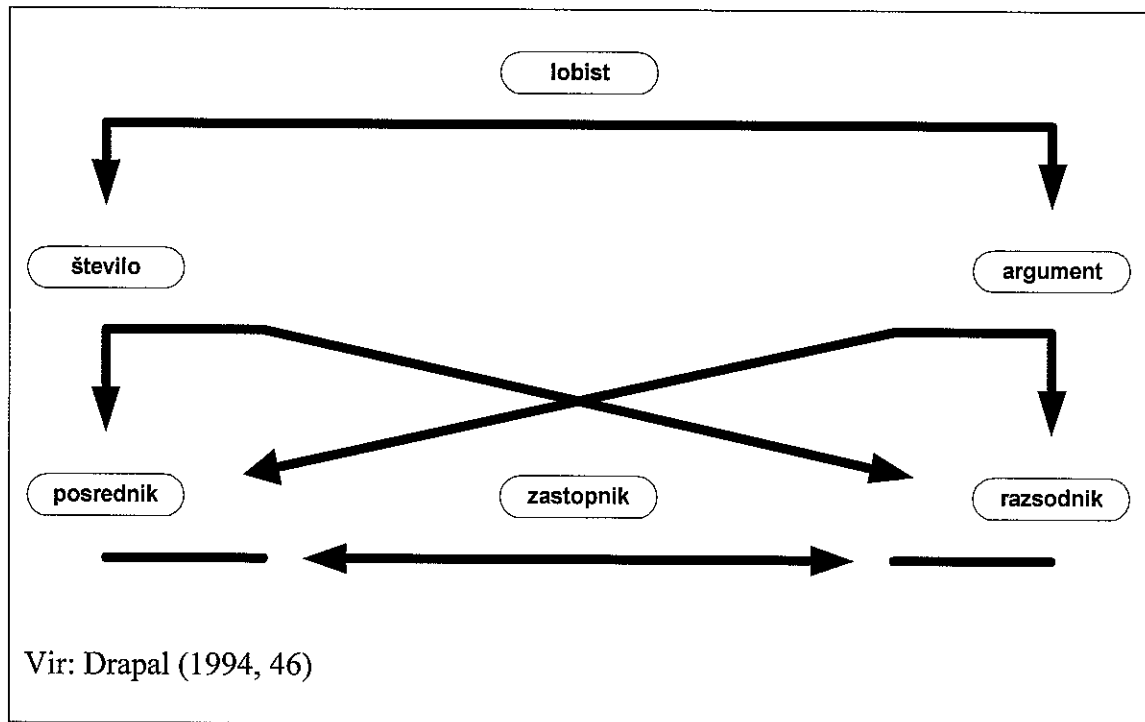 lobist
število
argument
posrednik
zastopnik
razsodnik
Vir: Drapal (1994, 46)